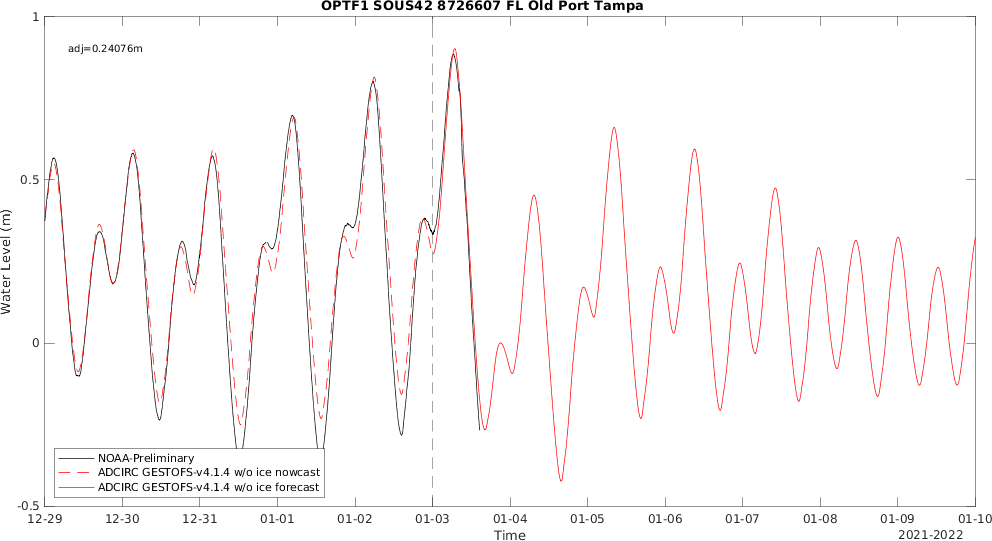 OPTF1 SOUS42 8726607 FL Old Port Tampa
adj=0.24076m
Water Level (m)
1
0.5
0
-0.5
NOAA-Preliminary
ADCIRC GESTOFS-v4.1.4 w/o ice nowcast
ADCIRC GESTOFS-v4.1.4 w/o ice forecast
12-29 12-30 12-31 01-01 01-02 01-03 01-04 01-05 01-06 01-07 01-08 01-09 01-10
Time
2021-2022